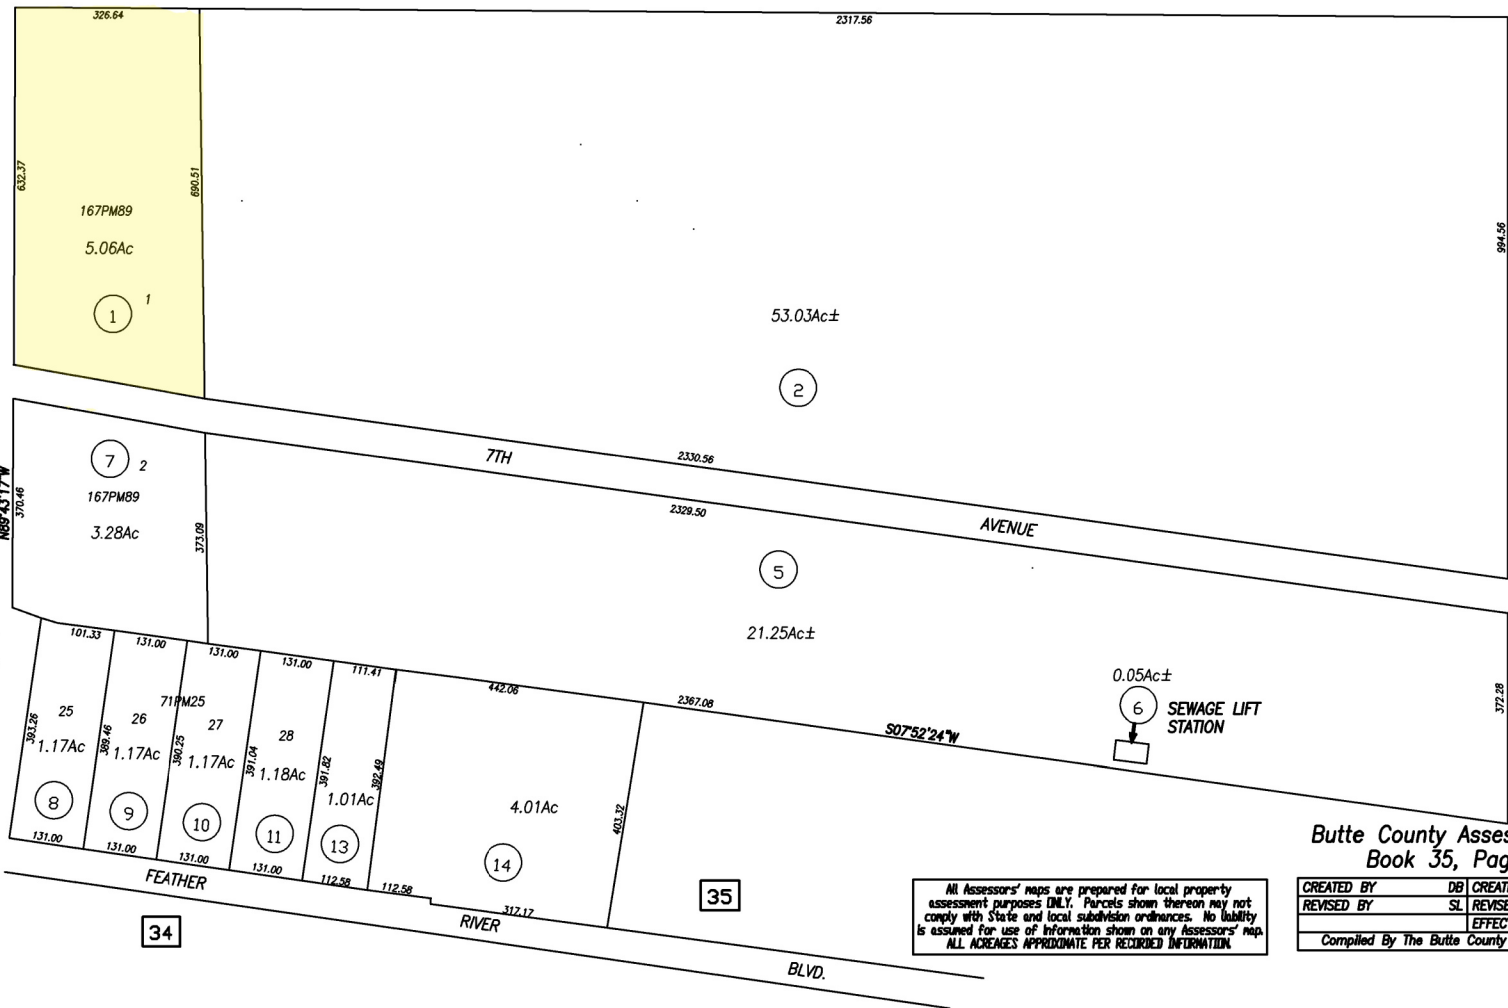 326.64
2317.56
632.37
690.51
994.56
167PM89
5.06Ac
1
1
53.03Ac±
2
7TH
2330.56
AVENUE
7
2
N89°43'17"W
370.46
167PM89
3.28Ac
373.09
2329.50
5
21.25Ac±
372.28
0.05Ac±
6
SEWAGE LIFT
STATION
101.33
131.00
131.00
131.00
111.41
442.06
2367.08
S07°52'24"W
71PM25
393.26
25
1.17Ac
8
389.46
26
1.17Ac
9
390.25
27
1.17Ac
10
391.04
28
1.18Ac
11
391.82
1.01Ac
13
392.49
4.01Ac
14
403.32
131.00
131.00
131.00
131.00
112.58
112.58
317.17
FEATHER
RIVER
BLVD.
34
35
All Assessors' maps are prepared for local property
assessment purposes ONLY. Parcels shown thereon may not
comply with State and local subdivision ordinances. No liability
is assumed for use of information shown on any Assessors' map.
ALL ACREAGES APPROXIMATE PER RECORDED INFORMATION.
Butte County Asses
Book 35, Pag
CREATED BY DB CREAT
REVISED BY SL REVISE
EFFEC
Compiled By The Butte County